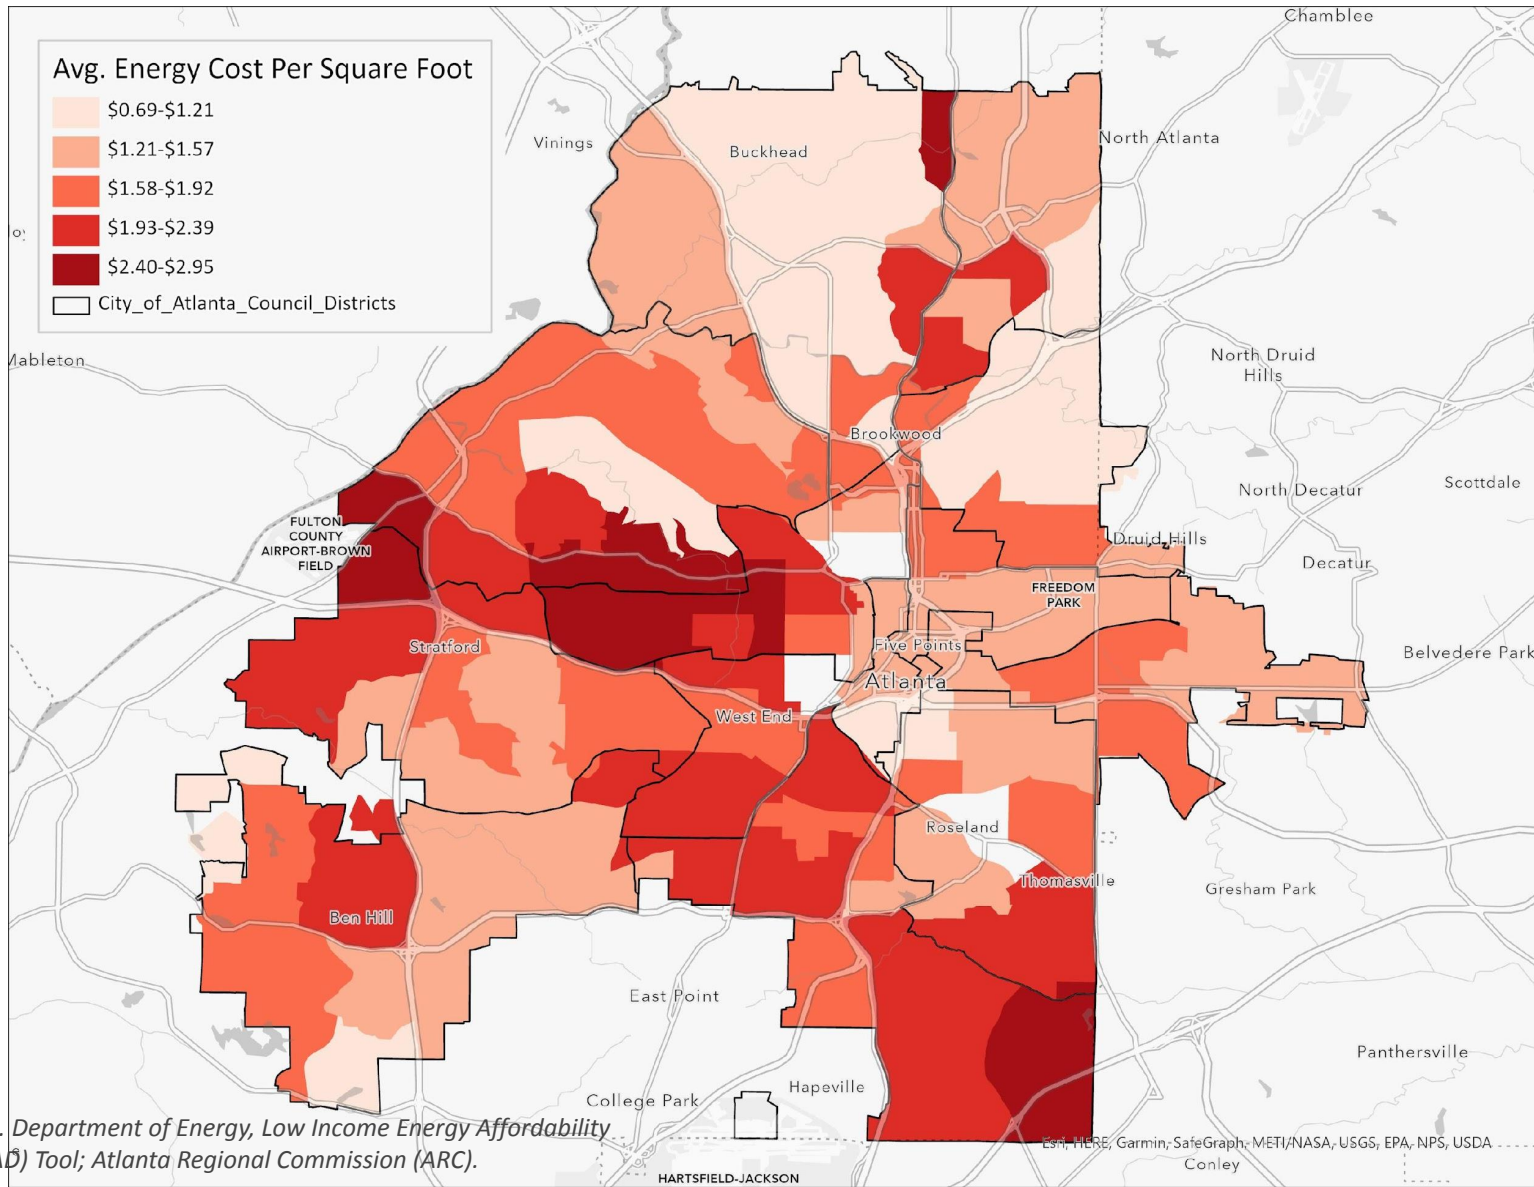 Chamblee
Avg. Energy Cost Per Square Foot
$0.69-$1.21
$1.21-$1.57
$1.58-$1.92
$1.93-$2.39
$2.40-$2.95
City_of_Atlanta_Council_Districts
Vinings
Buckhead
North Atlanta
Mableton
North Druid
Hills
Brookwood
Scottdale
North Decatur
FULTON
COUNTY
AIRPORT-BROWN
FIELD
Druid Hills
Decatur
FREEDOM
PARK
Stratford
Five Points
Belvedere Park
Atlanta
West End
Roseland
Thomasville
Gresham Park
Ben Hill
East Point
Panthersville
Hapeville
College Park
. Department of Energy, Low Income Energy Affordability
AD) Tool; Atlanta Regional Commission (ARC).
Esri, HERE, Garmin, SafeGraph, METI/NASA, USGS, EPA, NPS, USDA
Conley
HARTSFIELD-JACKSON